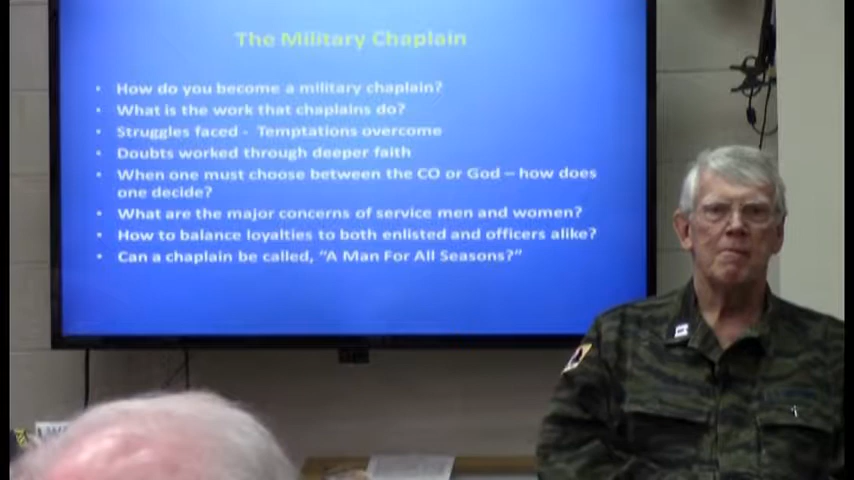 The Military Chaplain
• How do you become a military chaplain?
• What is the work that chaplains do?
• Struggles faced - Temptations overcome
• Doubts worked through deeper faith
• When one must choose between the CO or God – how does
one decide?
• What are the major concerns of service men and women?
• How to balance loyalties to both enlisted and officers alike?
• Can a chaplain be called, “A Man For All Seasons?”